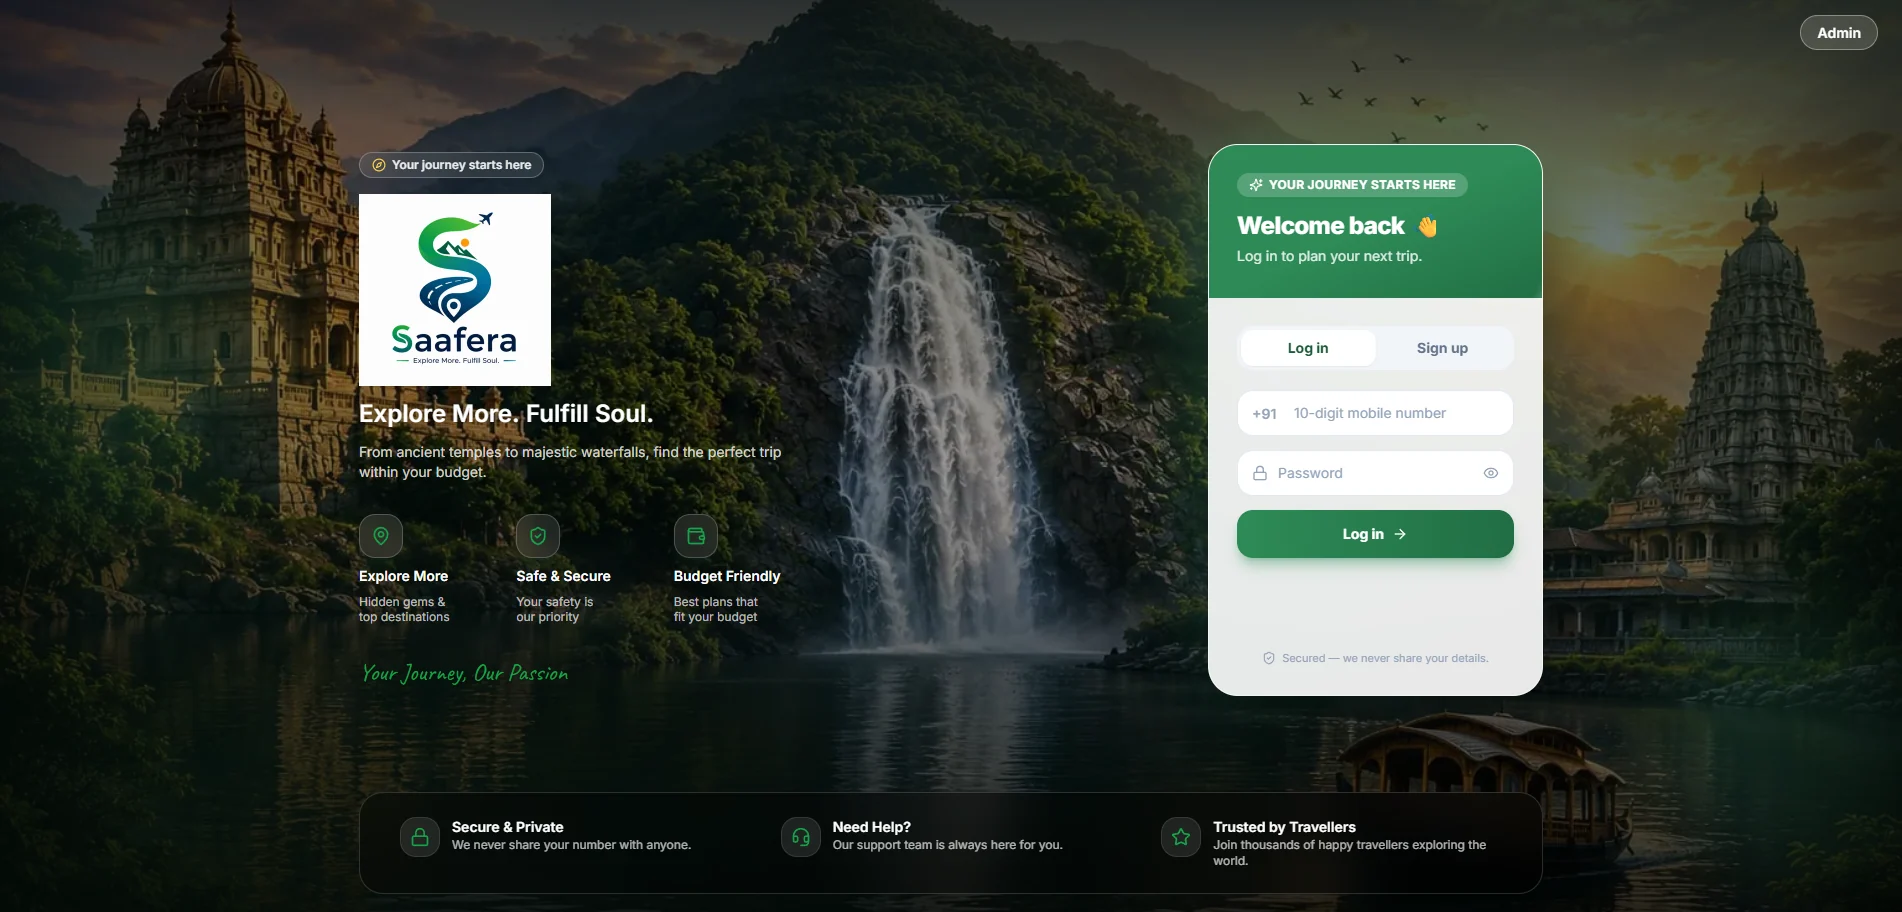 Admin
Your journey starts here
Saafera
Explore More. Fulfill Soul.
Explore More. Fulfill Soul.
From ancient temples to majestic waterfalls, find the perfect trip
within your budget.
Explore More
Hidden gems &
top destinations
Safe & Secure
Your safety is
our priority
Budget Friendly
Best plans that
fit your budget
Your Journey, Our Passion
YOUR JOURNEY STARTS HERE
Welcome back 👋
Log in to plan your next trip.
Log in
Sign up
+91 10-digit mobile number
Password
Log in →
Secured — we never share your details.
Secure & Private
We never share your number with anyone.
Need Help?
Our support team is always here for you.
Trusted by Travellers
Join thousands of happy travellers exploring the
world.